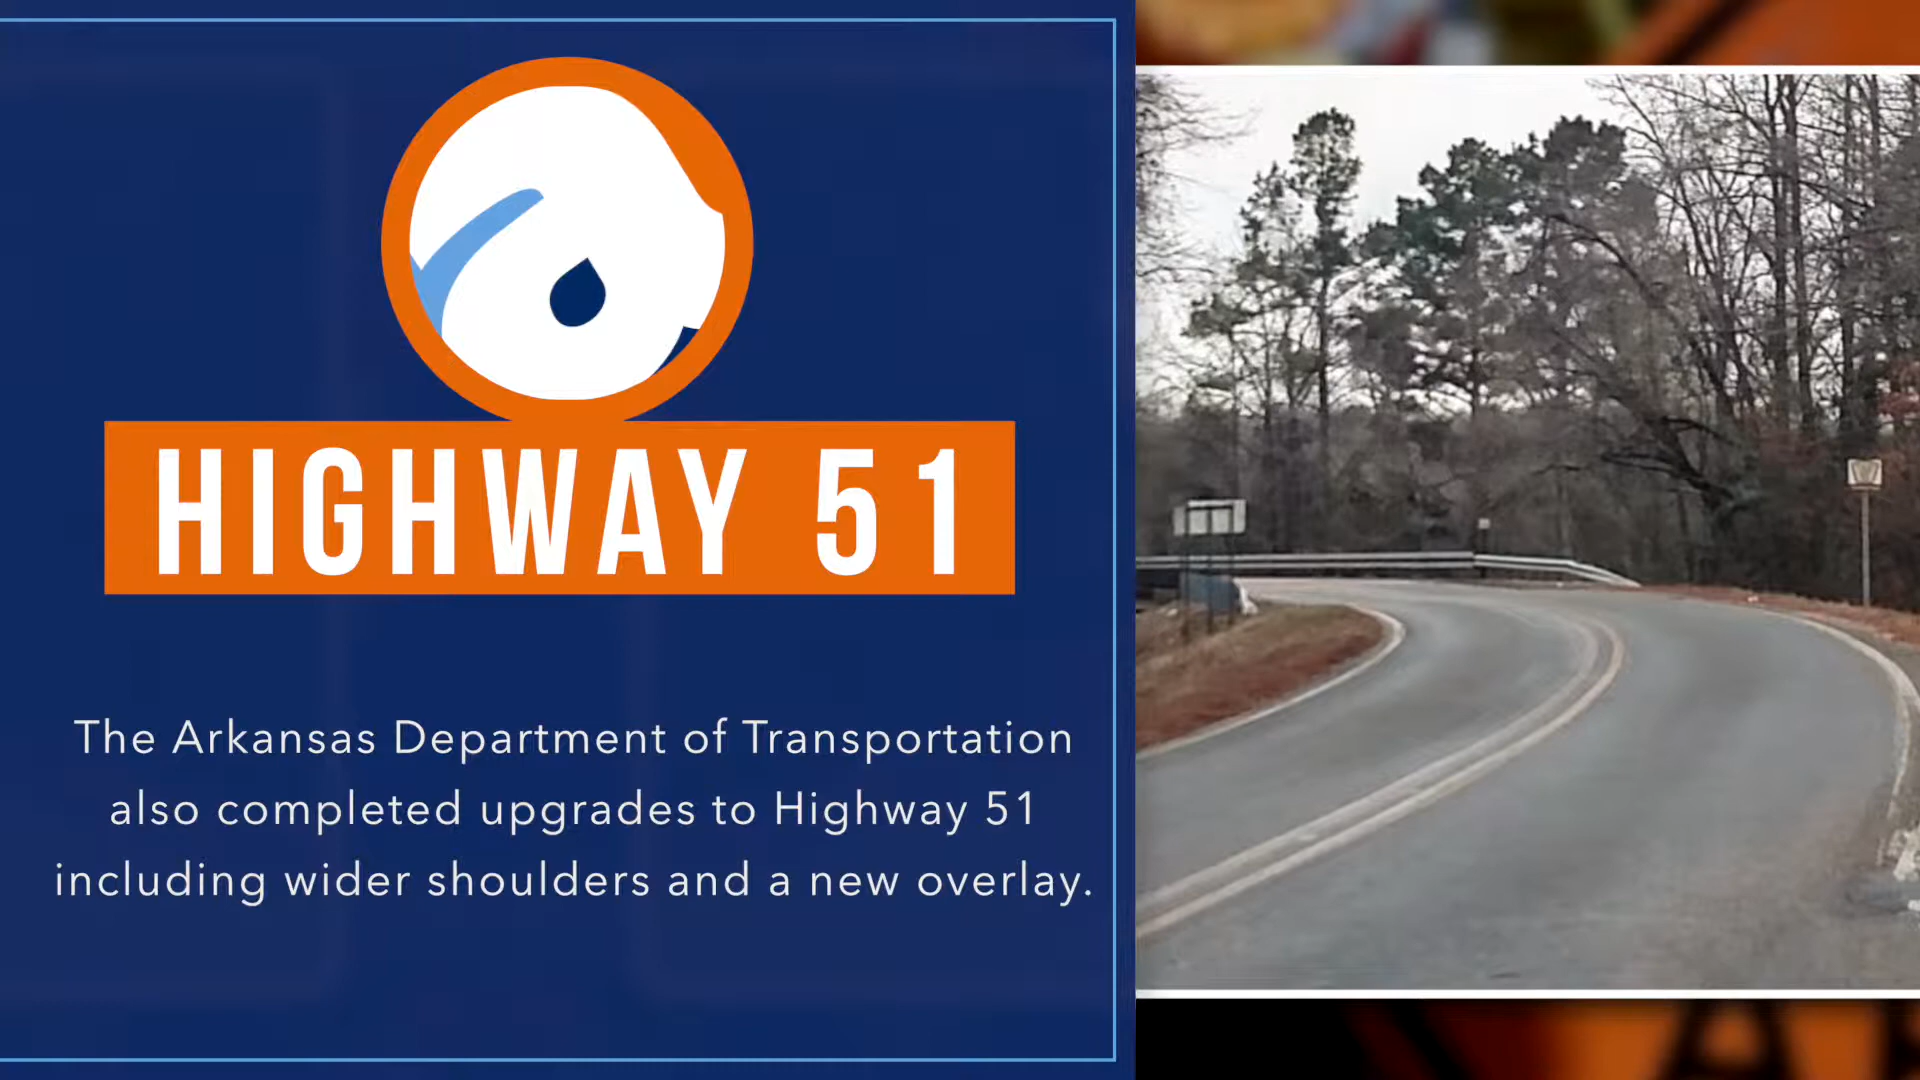 HIGHWAY 51
The Arkansas Department of Transportation
also completed upgrades to Highway 51
including wider shoulders and a new overlay.